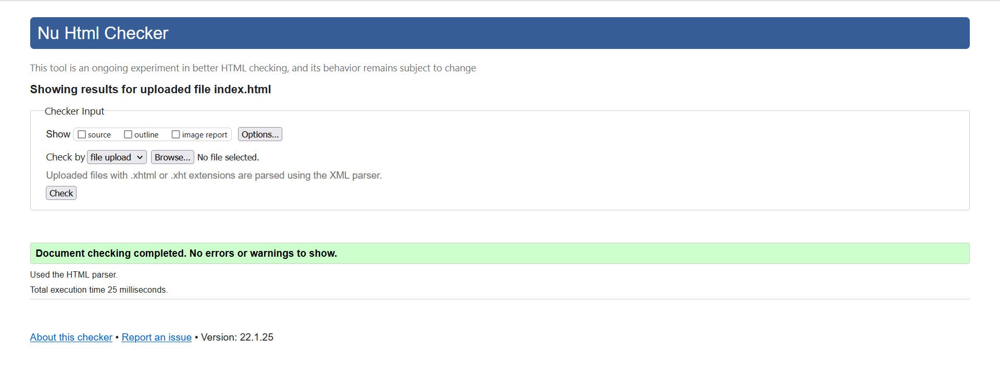 Nu Html Checker
This tool is an ongoing experiment in better HTML checking, and its behavior remains subject to change
Showing results for uploaded file index.html
Checker Input
Show source outline image report Options...
Check by file upload Browse... No file selected.
Uploaded files with .xhtml or .xht extensions are parsed using the XML parser.
Check
Document checking completed. No errors or warnings to show.
Used the HTML parser.
Total execution time 25 milliseconds.
About this checker • Report an issue • Version: 22.1.25